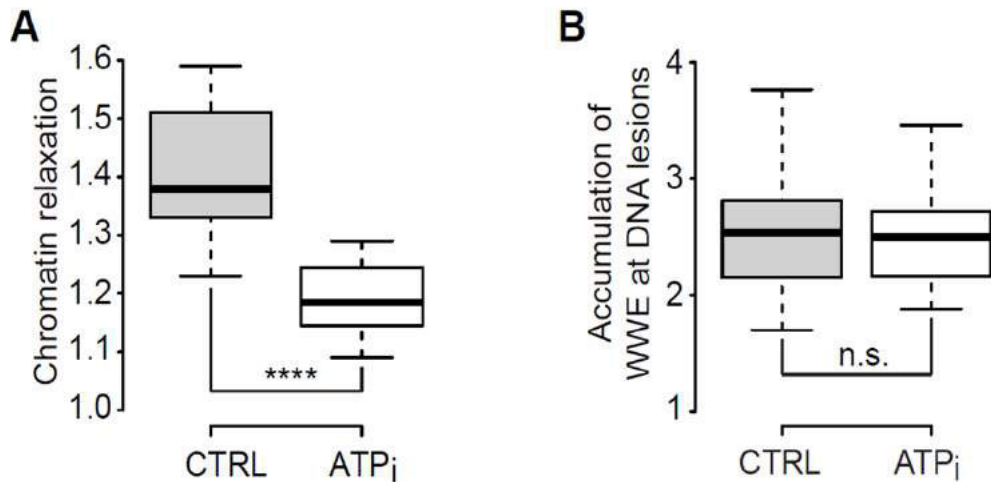 A
Chromatin relaxation
1.6
1.5
1.4
1.3
1.2
1.1
1.0
****
CTRL ATPi
B
Accumulation of
WWE at DNA lesions
4
3
2
1
n.s.
CTRL ATPi